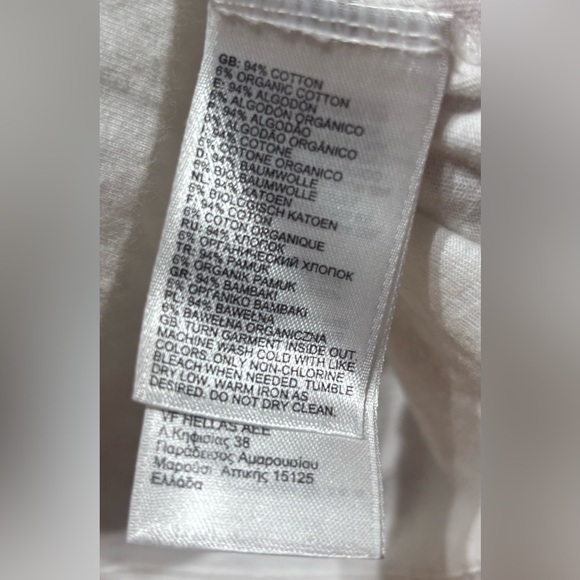 GB: 94% COTTON
6% ORGANIC COTTON
E: 94% ALGODÓN
6% ALGODÓN ORGÁNICO
94% ALGODÃO
ALGODÃO ORGÂNICO
94% COTONE
6% COTONE ORGANICO
D: 94% BAUMWOLLE
6% BIO BAUMWOLLE
NL: 94% KATOEN
6% BIOLOGISCH KATOEN
F: 94% COTON
6% COTON ORGANIQUE
RU: 94% ХЛОПОК
6% ОРГАНИЧЕСКИЙ ХЛОПОК
TR: 94% PAMUK
6% ORGANIK PAMUK
GR: 94% BAMBAKI
6% ΟΡΓΑΝΙΚΟ BAMBAKI
PL: 94% BAWEŁNA
6% BAWEŁNA ORGANICZNA
GB: TURN GARMENT INSIDE OUT.
MACHINE WASH COLD WITH LIKE
COLORS. ONLY NON-CHLORINE
BLEACH WHEN NEEDED. TUMBLE
DRY LOW. WARM IRON AS
DESIRED. DO NOT DRY CLEAN.
VF HELLAS AEE
Λ.Κηφισίας 38
Παράδεισος Αμαρουσίου
Μαρούσι Αττικής 15125
Ελλάδα